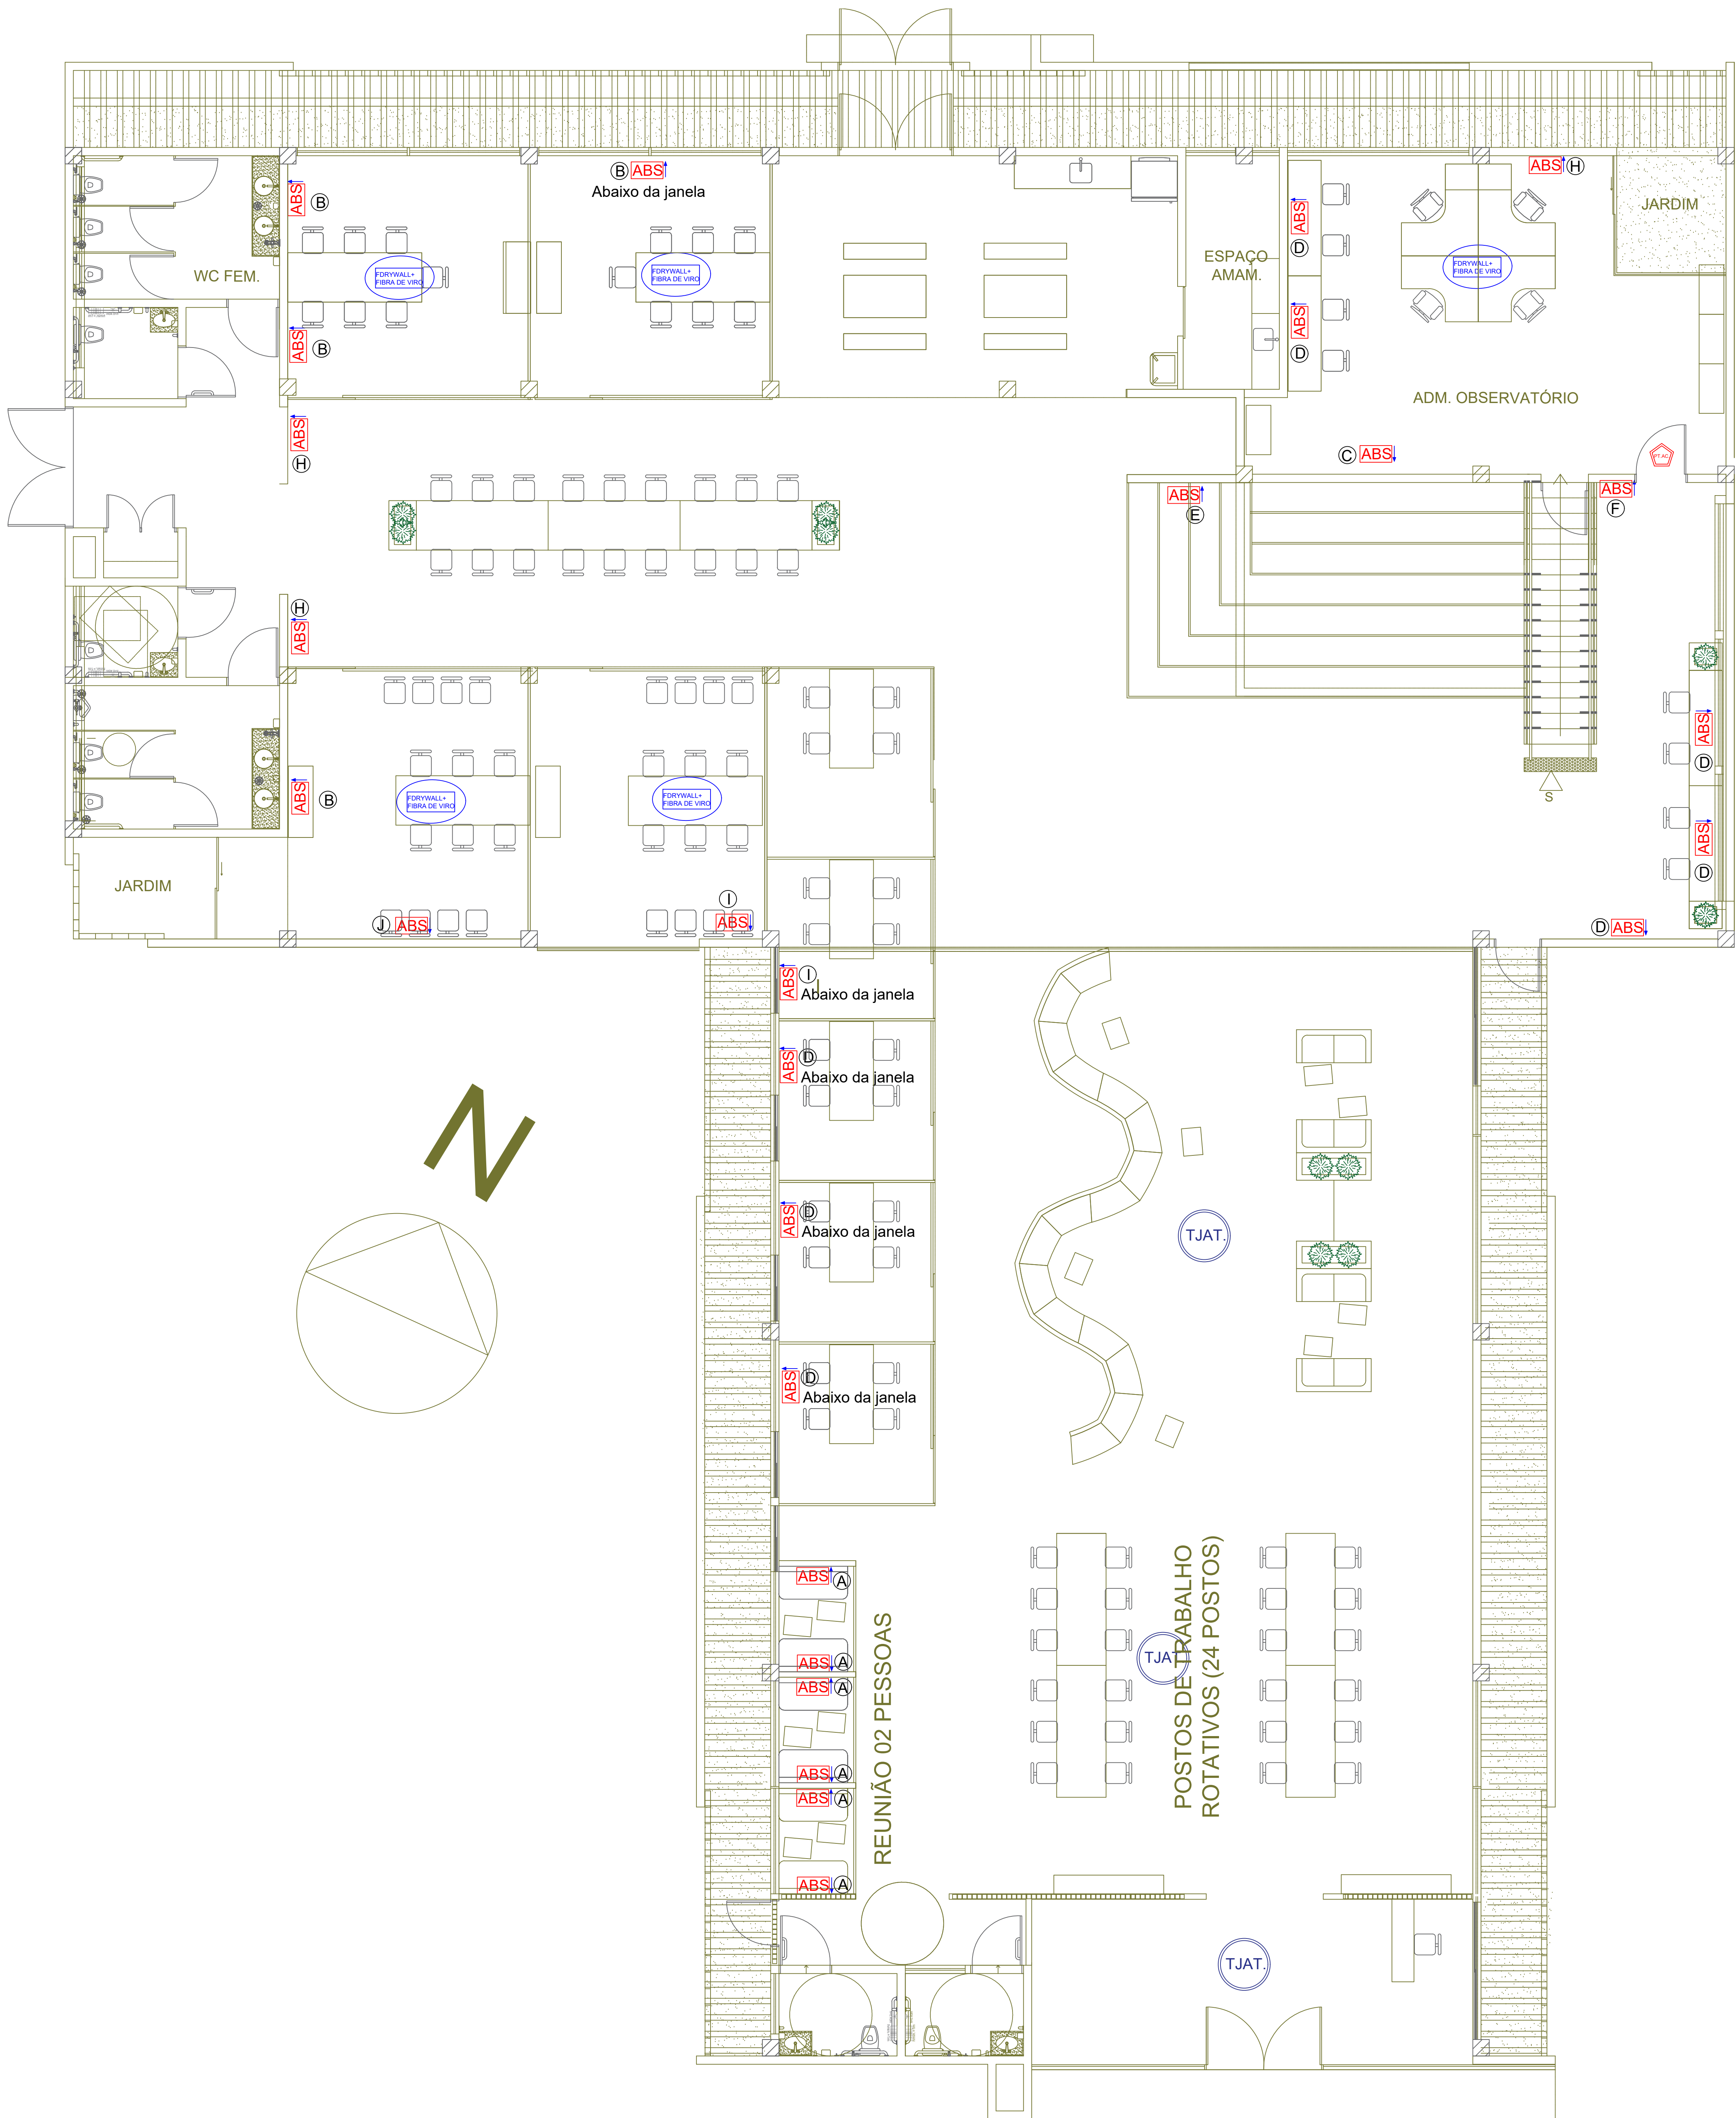 B
ABS
Abaixo da janela
ABS
B
ABS
H
JARDIM
WC FEM.
FDRYWALL+
FIBRA DE VIRO
FDRYWALL+
FIBRA DE VIRO
ESPAÇO
AMAM.
ABS
D
FDRYWALL+
FIBRA DE VIRO
ABS
B
ABS
D
ADM. OBSERVATÓRIO
ABS
H
C
ABS
PT.AC.
ABS
E
ABS
F
H
ABS
ABS
D
S
ABS
B
FDRYWALL+
FIBRA DE VIRO
FDRYWALL+
FIBRA DE VIRO
ABS
D
JARDIM
J
ABS
I
ABS
D
ABS
ABS
I
Abaixo da janela
ABS
D
Abaixo da janela
N
ABS
D
Abaixo da janela
TJAT.
ABS
D
Abaixo da janela
ABS
A
ABS
A
ABS
A
ABS
A
ABS
A
ABS
A
REUNIÃO 02 PESSOAS
TJAT.
POSTOS DE TRABALHO
ROTATIVOS (24 POSTOS)
TJAT.